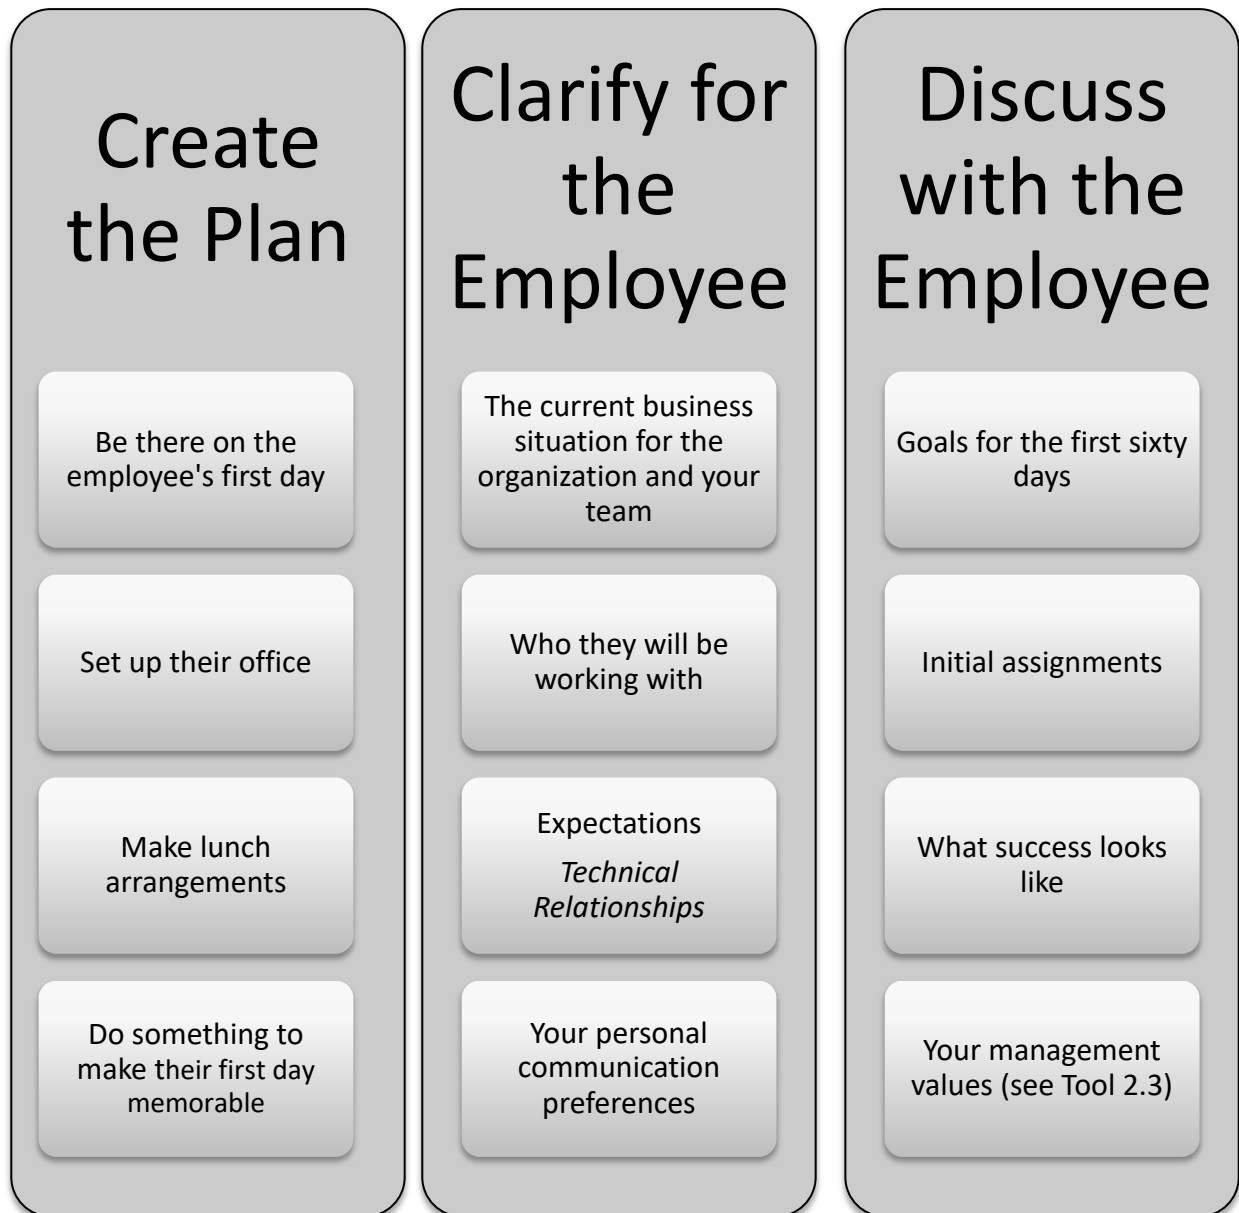 Create
the Plan
Be there on the
employee's first day
Set up their office
Make lunch
arrangements
Do something to
make their first day
memorable
Clarify for
the
Employee
The current business
situation for the
organization and your
team
Who they will be
working with
Expectations
Technical
Relationships
Your personal
communication
preferences
Discuss
with the
Employee
Goals for the first sixty
days
Initial assignments
What success looks
like
Your management
values (see Tool 2.3)